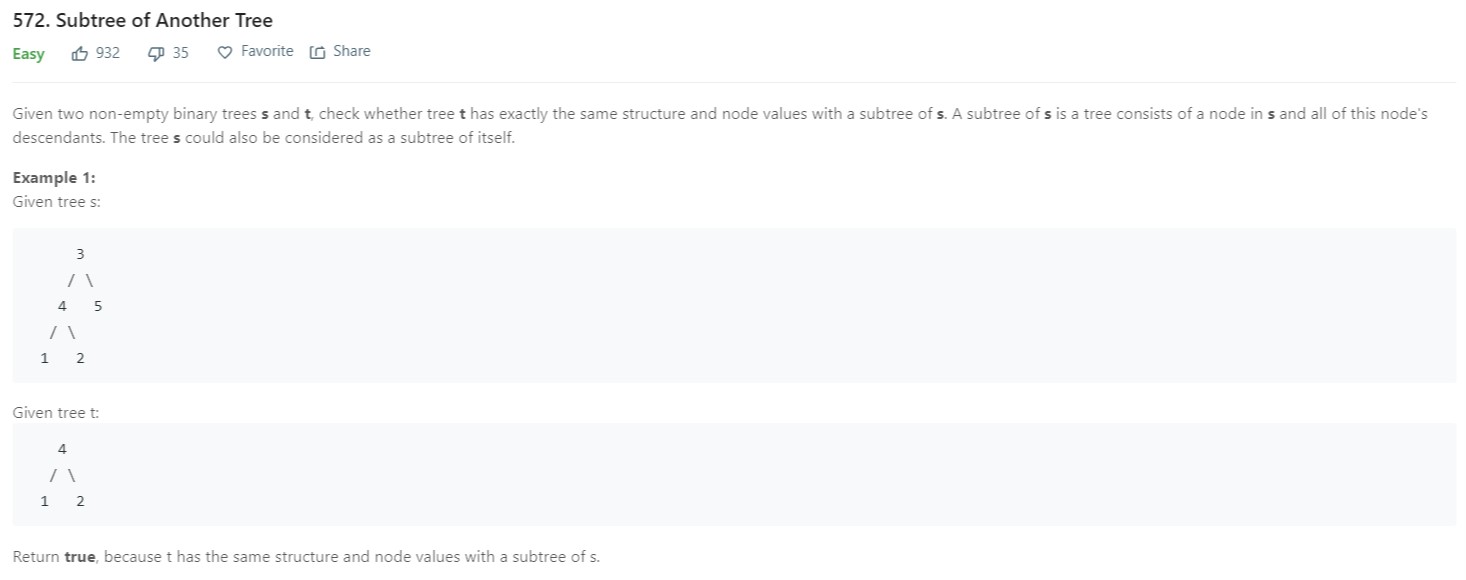 572. Subtree of Another Tree
Easy 932 35 Favorite Share
Given two non-empty binary trees s and t, check whether tree t has exactly the same structure and node values with a subtree of s. A subtree of s is a tree consists of a node in s and all of this node's
descendants. The tree s could also be considered as a subtree of itself.
Example 1:
Given tree s:
3
/ \
4 5
/ \
1 2
Given tree t:
4
/ \
1 2
Return true, because t has the same structure and node values with a subtree of s.